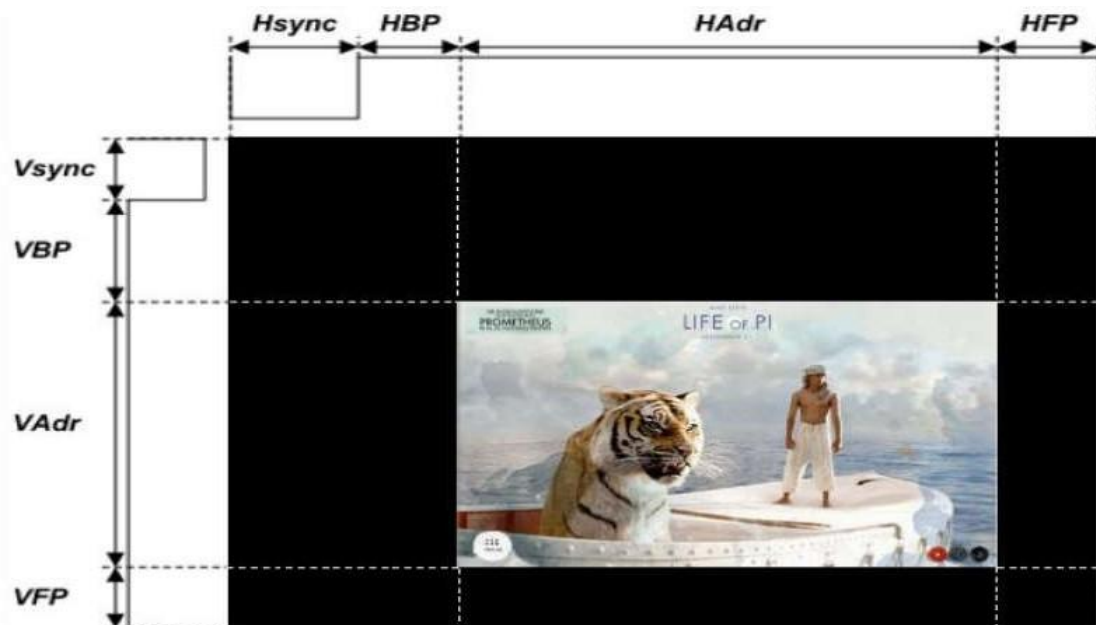 Hsync HBP HAdr HFP
Vsync
VBP
PROMETHEUS
LIFE OF PI
VAdr
VFP